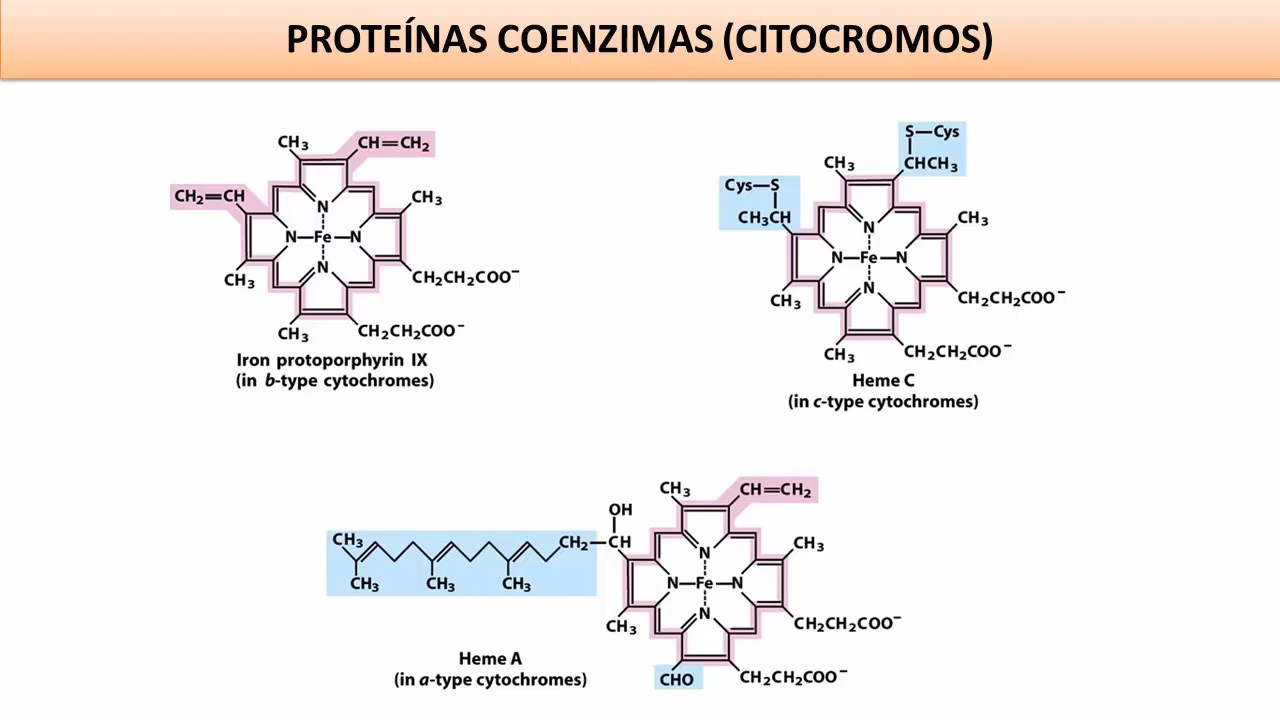 PROTEÍNAS COENZIMAS (CITOCROMOS)
CH₃ CH=CH₂
CH₂=CH CH₃
N
N—Fe—N
N
CH₃ CH₂CH₂COO⁻
CH₃ CH₂CH₂COO⁻
Iron protoporphyrin IX
(in b-type cytochromes)
S—Cys
CH₃ CHCH₃
Cys—S
CH₃CH CH₃
N
N—Fe—N
N
CH₃ CH₂CH₂COO⁻
CH₃ CH₂CH₂COO⁻
Heme C
(in c-type cytochromes)
CH₃ CH=CH₂
OH
CH₃ CH₂—CH CH₃
N
CH₃ CH₃ CH₃ N—Fe—N
N
CH₃ CH₂CH₂COO⁻
CHO CH₂CH₂COO⁻
Heme A
(in a-type cytochromes)